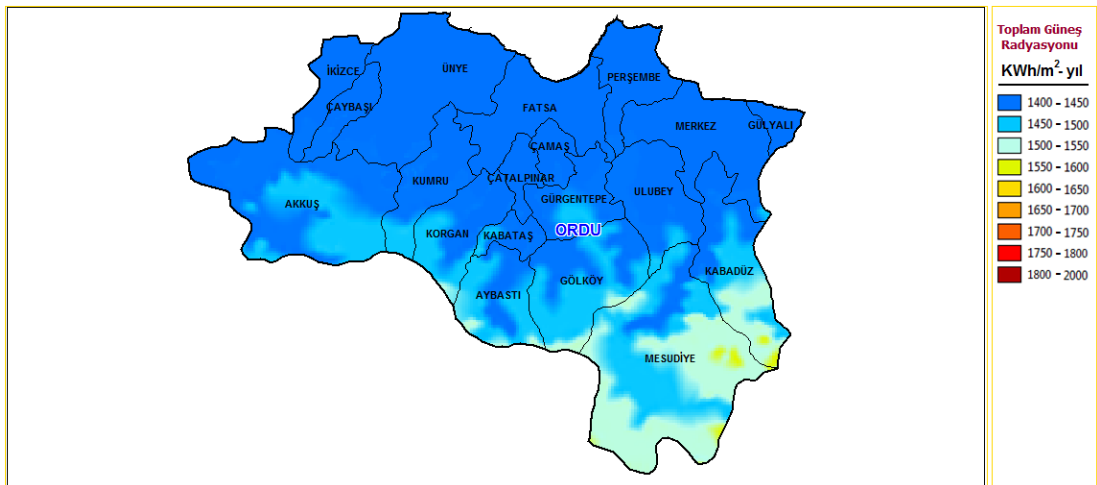 İKİZCE
ÜNYE
PERŞEMBE
ÇAYBAŞI
FATSA
MERKEZ
GÜLYALI
ÇAMAŞ
KUMRU
ÇATALPINAR
ULUBEY
AKKUŞ
GÜRGENTEPE
KORGAN
KABATAŞ
ORDU
KABADÜZ
GÖLKÖY
AYBASTI
MESUDİYE
Toplam Güneş
Radyasyonu
KWh/m²- yıl
1400 - 1450
1450 - 1500
1500 - 1550
1550 - 1600
1600 - 1650
1650 - 1700
1700 - 1750
1750 - 1800
1800 - 2000